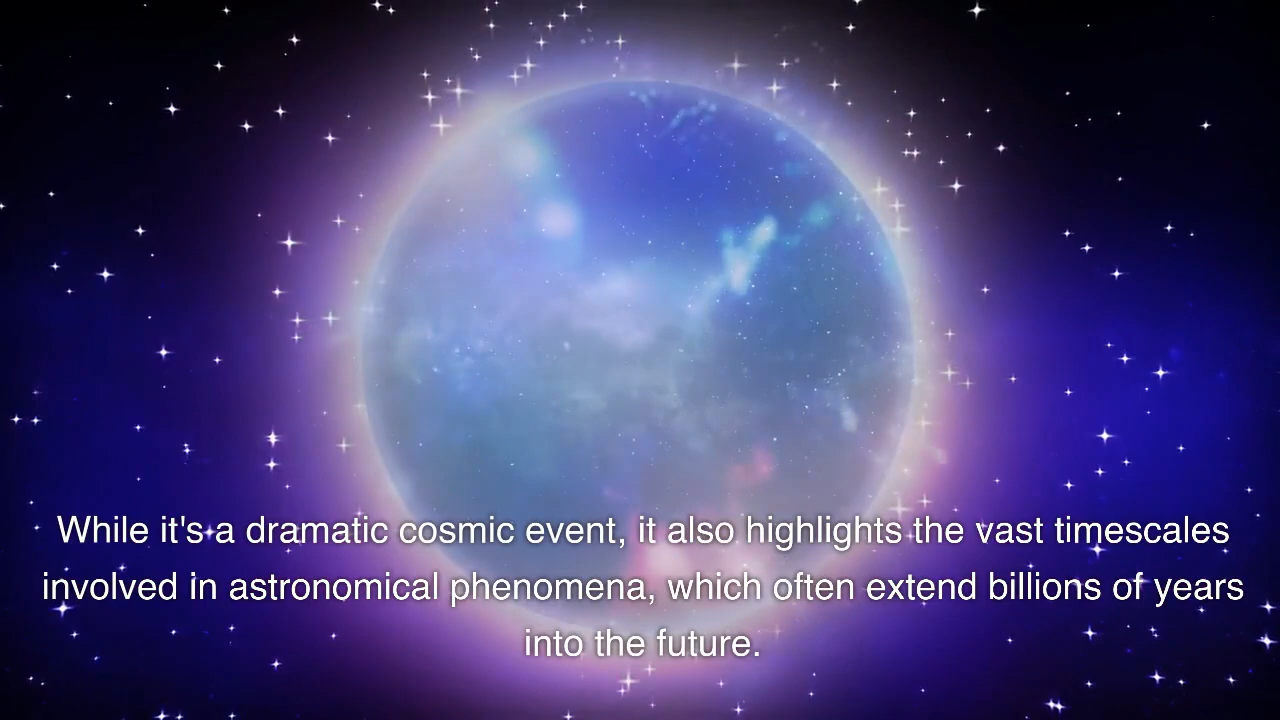 While it's a dramatic cosmic event, it also highlights the vast timescales
involved in astronomical phenomena, which often extend billions of years
into the future.